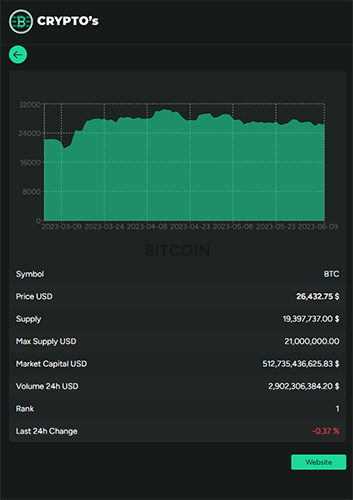 CRYPTO's
32000
24000
16000
8000
0
2023-03-09 2023-03-24 2023-04-08 2023-04-23 2023-05-08 2023-05-23 2023-06-09
BITCOIN
Symbol BTC
Price USD 26,432.75 $
Supply 19,397,737.00 $
Max Supply USD 21,000,000.00
Market Capital USD 512,735,436,625.83 $
Volume 24h USD 2,902,306,384.20 $
Rank 1
Last 24h Change -0.37 %
Website